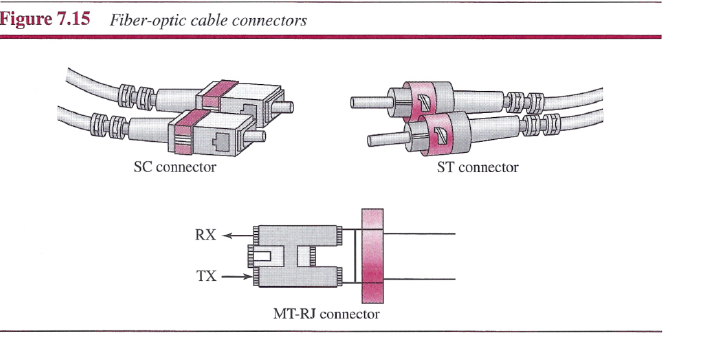 Figure 7.15 Fiber-optic cable connectors
SC connector
ST connector
RX
TX
MT-RJ connector